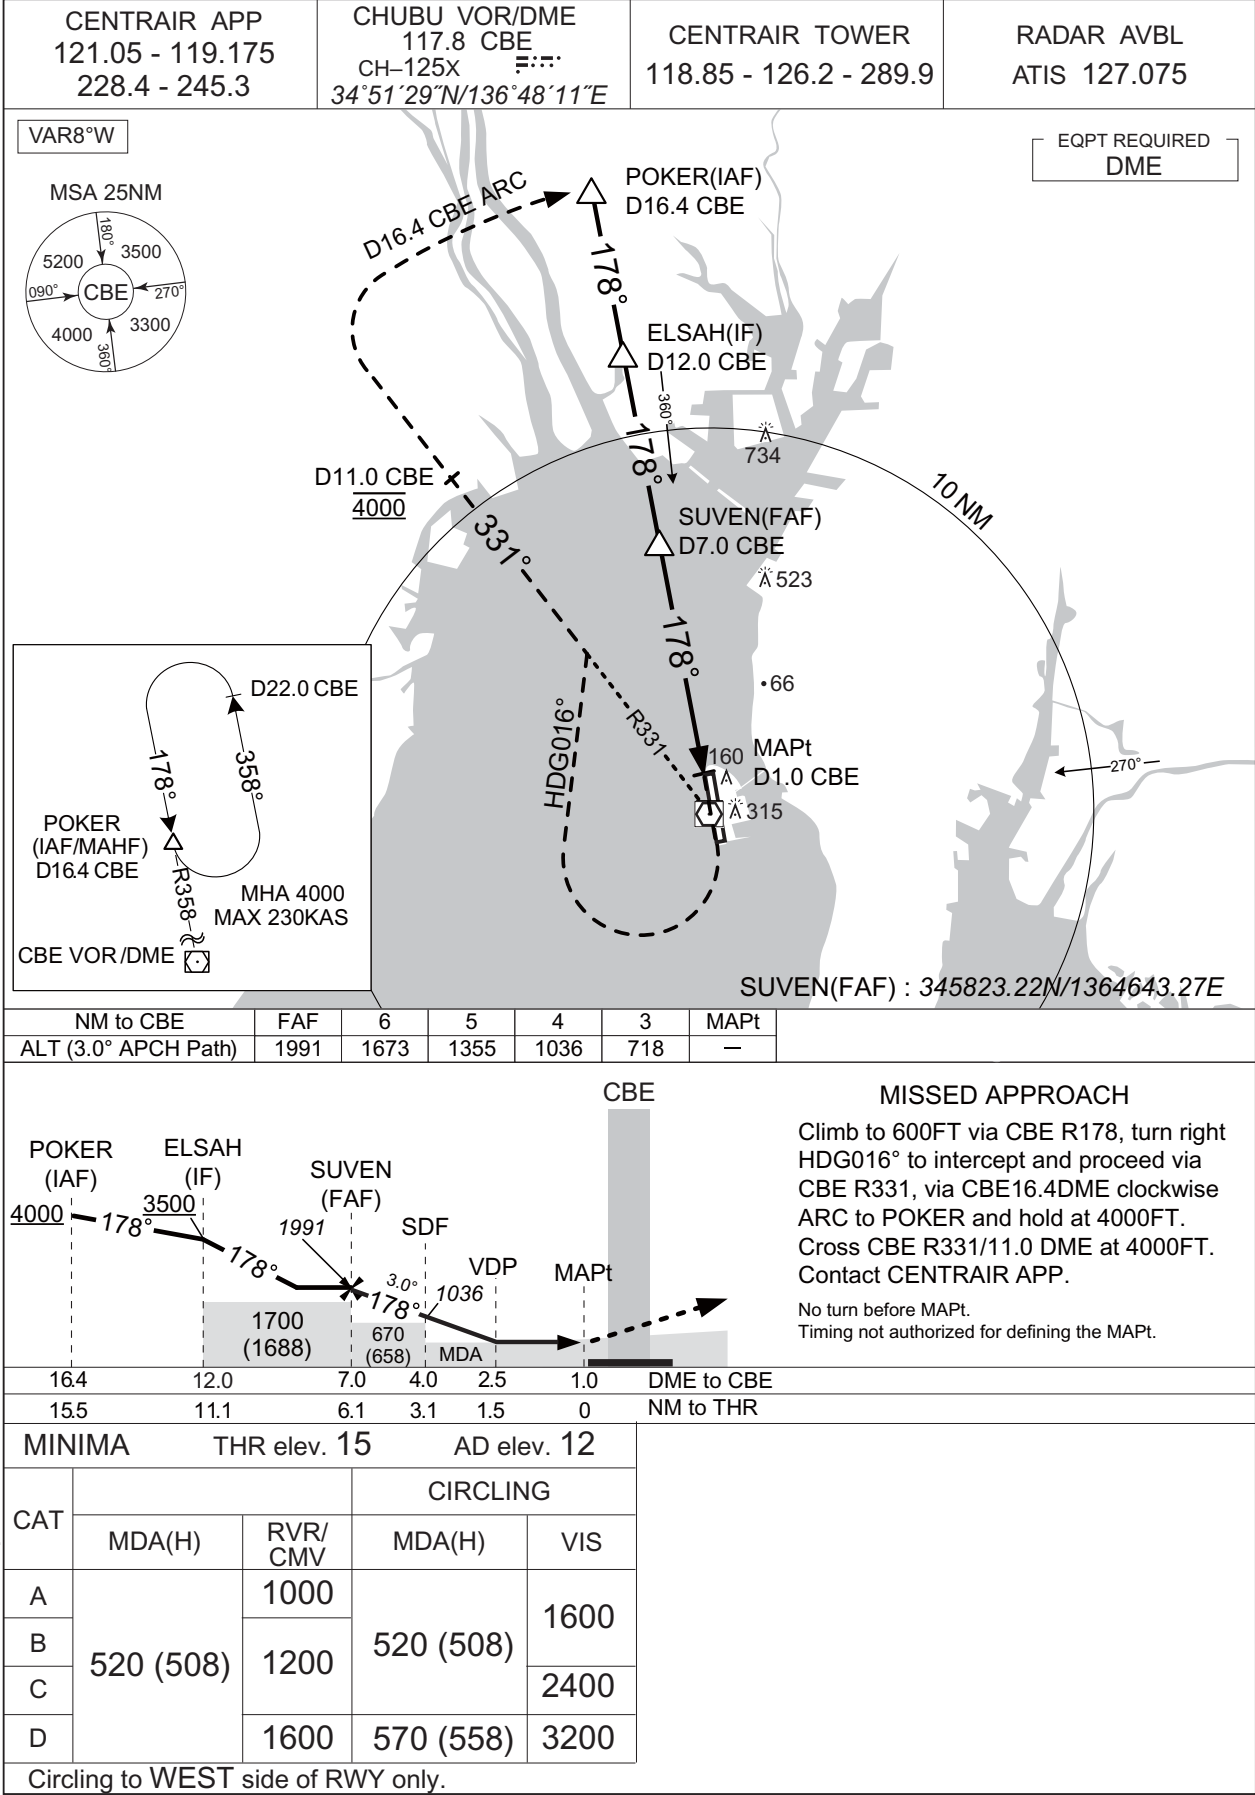 CENTRAIR APP
121.05 - 119.175
228.4 - 245.3
CHUBU VOR/DME
117.8 CBE
CH–125X
34°51´29˝N/136°48´11˝E
CENTRAIR TOWER
118.85 - 126.2 - 289.9
RADAR AVBL
ATIS 127.075
VAR8°W
EQPT REQUIRED
DME
MSA 25NM
180°
3500
5200
090°
CBE
270°
4000
3300
360°
D16.4 CBE ARC
POKER(IAF)
D16.4 CBE
178°
ELSAH(IF)
D12.0 CBE
360°
178°
734
D11.0 CBE
4000
10 NM
331°
SUVEN(FAF)
D7.0 CBE
523
178°
66
HDG016°
R331
160
MAPt
D1.0 CBE
315
270°
D22.0 CBE
178°
358°
POKER
(IAF/MAHF)
D16.4 CBE
R358
MHA 4000
MAX 230KAS
CBE VOR/DME
SUVEN(FAF) : 345823.22N/1364643.27E
NM to CBE FAF 6 5 4 3 MAPt
ALT (3.0° APCH Path) 1991 1673 1355 1036 718 —
CBE
POKER
(IAF)
ELSAH
(IF)
SUVEN
(FAF)
SDF
VDP
MAPt
4000
178°
3500
178°
1991
3.0°
178°
1036
1700
(1688)
670
(658)
MDA
16.4 12.0 7.0 4.0 2.5 1.0 DME to CBE
15.5 11.1 6.1 3.1 1.5 0 NM to THR
MISSED APPROACH
Climb to 600FT via CBE R178, turn right
HDG016° to intercept and proceed via
CBE R331, via CBE16.4DME clockwise
ARC to POKER and hold at 4000FT.
Cross CBE R331/11.0 DME at 4000FT.
Contact CENTRAIR APP.
No turn before MAPt.
Timing not authorized for defining the MAPt.
MINIMA THR elev. 15 AD elev. 12
CAT
CIRCLING
MDA(H)
RVR/
CMV
MDA(H)
VIS
A
B
C
D
520 (508)
1000
1200
1600
520 (508)
570 (558)
1600
2400
3200
Circling to WEST side of RWY only.